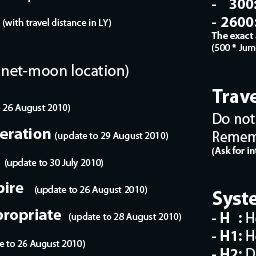 (with travel distance in LY)
net-moon location)
26 August 2010)
eration (update to 29 August 2010)
(update to 30 July 2010)
pire (update to 26 August 2010)
propriate (update to 28 August 2010)
e to 26 August 2010)
- 300:
- 2600:
The exact a
(500 * Jum
Trave
Do not
Remem
(Ask for int
Syste
- H : H
- H1: H
- H2: D